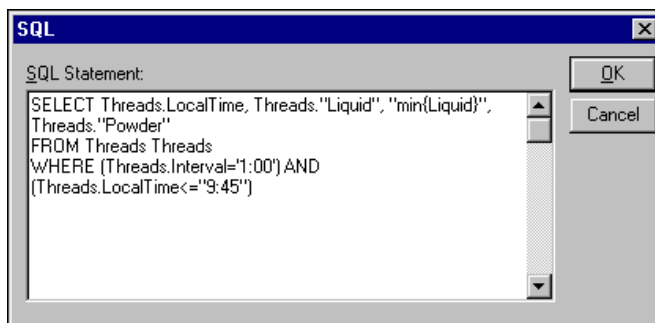 SQL
SQL Statement:
SELECT Threads.LocalTime, Threads."Liquid", "min{Liquid}",
Threads."Powder"
FROM Threads Threads
WHERE (Threads.Interval='1:00') AND
(Threads.LocalTime<="9:45")
OK
Cancel